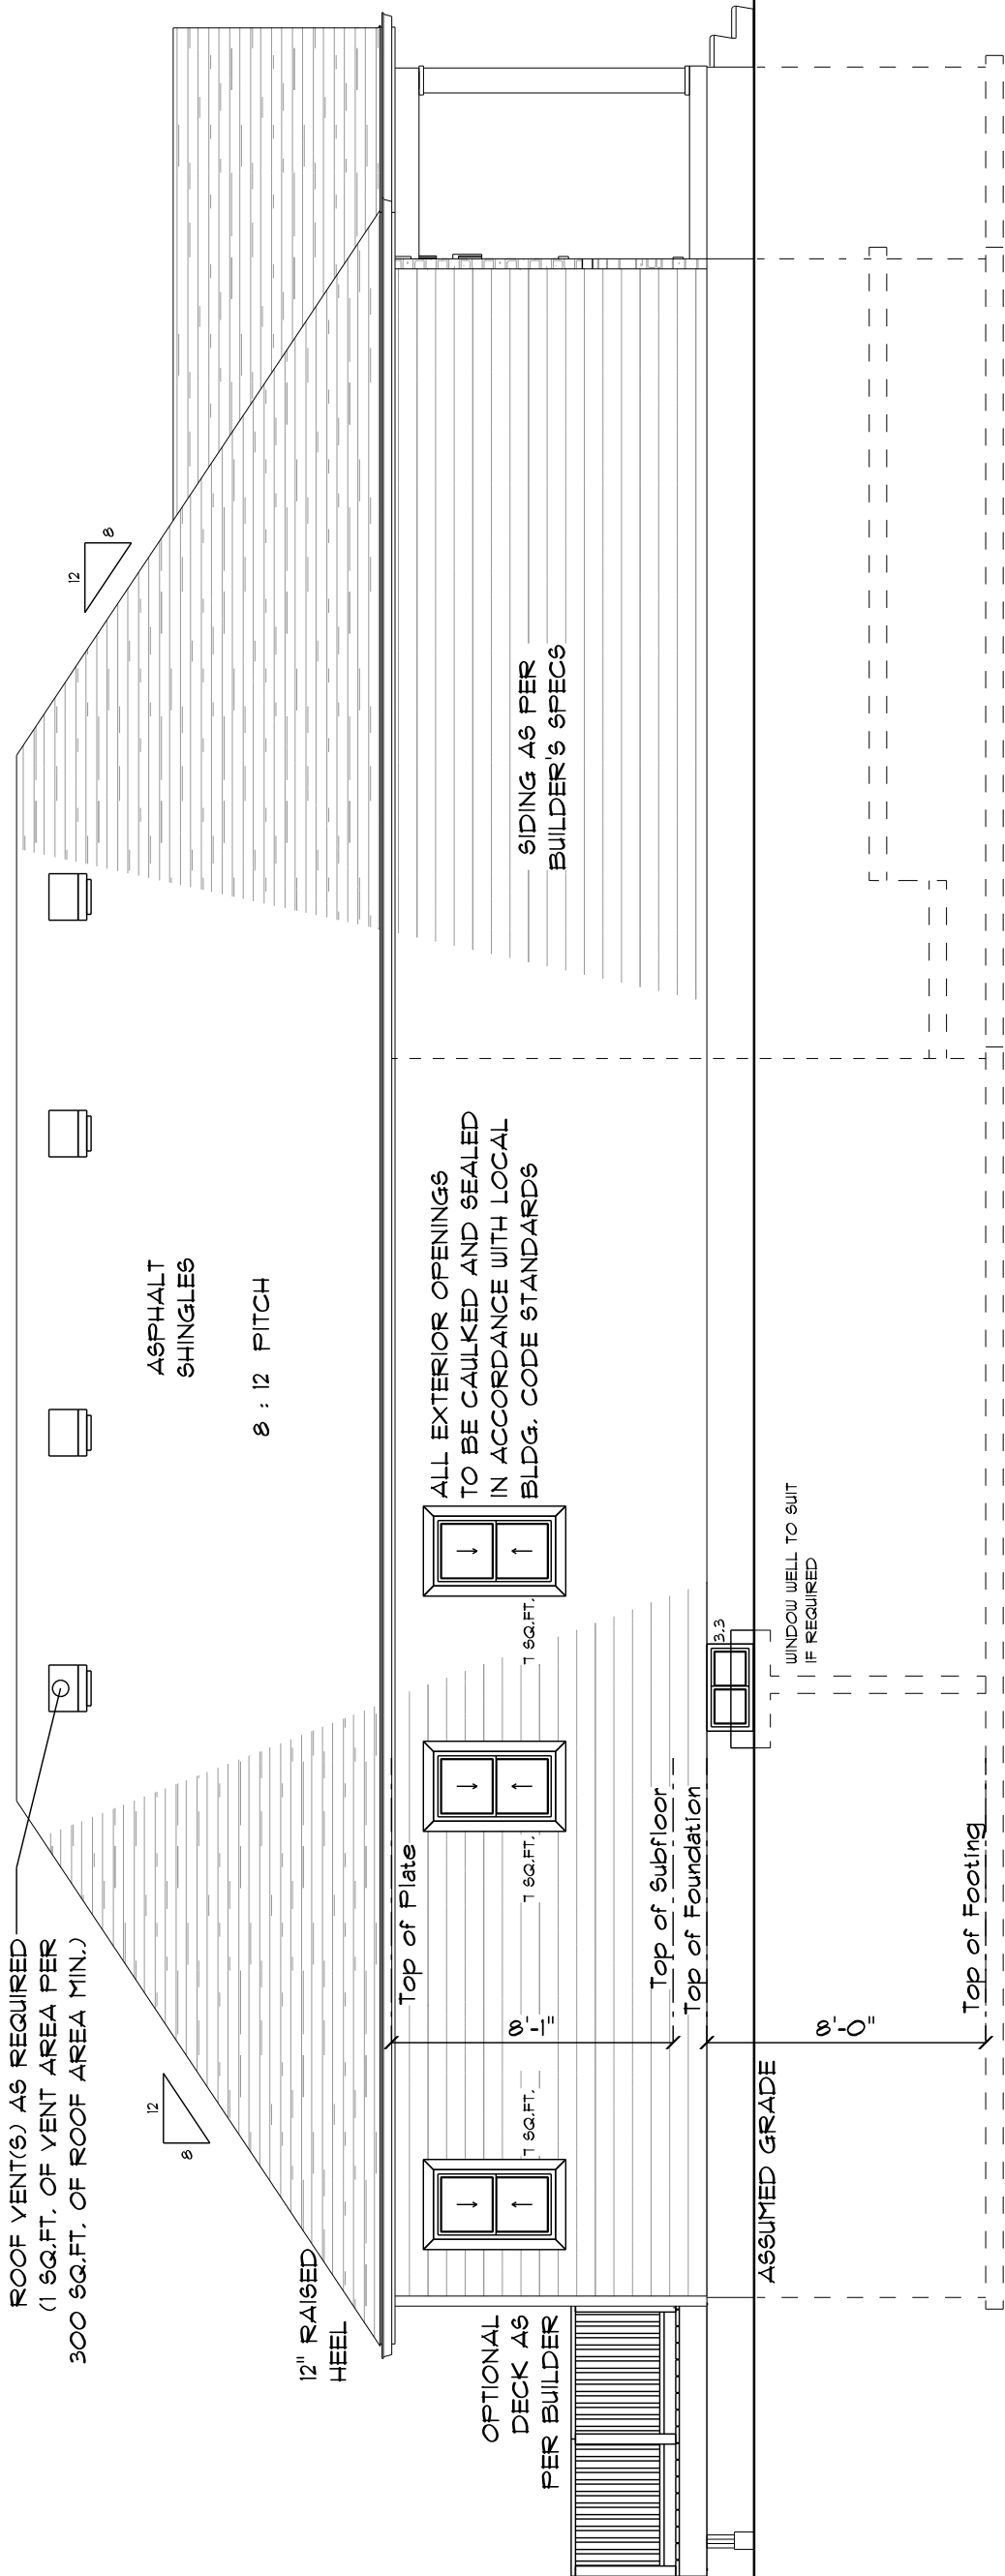 ROOF VENT(S) AS REQUIRED
(1 SQ.FT. OF VENT AREA PER
300 SQ.FT. OF ROOF AREA MIN.)
12
8
12
8
ASPHALT
SHINGLES
8 : 12 PITCH
12" RAISED
HEEL
Top of Plate
ALL EXTERIOR OPENINGS
TO BE CAULKED AND SEALED
IN ACCORDANCE WITH LOCAL
BLDG. CODE STANDARDS
SIDING AS PER
BUILDER'S SPECS
OPTIONAL
DECK AS
PER BUILDER
7 SQ.FT.
7 SQ.FT.
7 SQ.FT.
8'-1"
Top of Subfloor
Top of Foundation
3.3
ASSUMED GRADE
WINDOW WELL TO SUIT
IF REQUIRED
8'-0"
Top of Footing